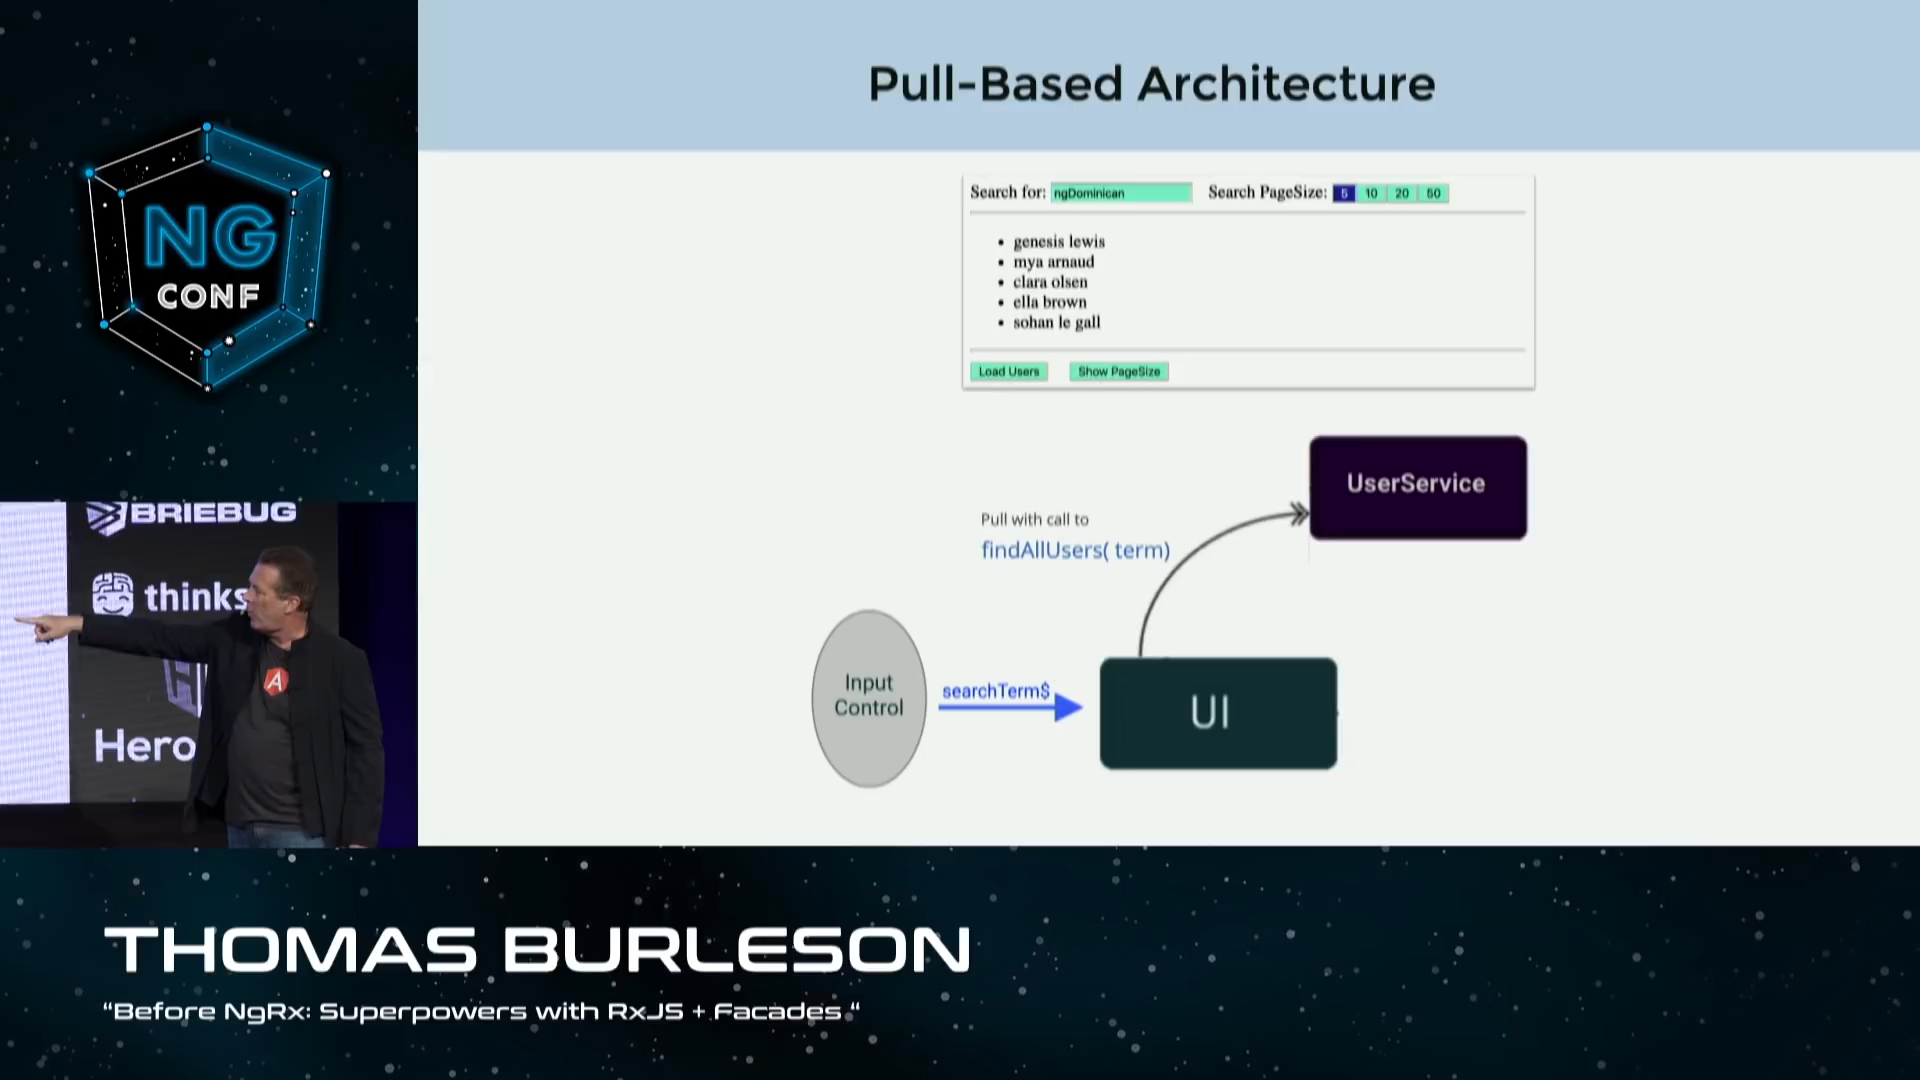 Pull-Based Architecture
Search for: ngDominican Search PageSize: 5 10 20 50
genesis lewis
mya arnaud
clara olsen
ella brown
sohan le gall
Load Users Show PageSize
UserService
Pull with call to
findAllUsers( term)
Input
Control
searchTerm$
UI
NG
CONF
BRIEBUG
thinks
Hero
THOMAS BURLESON
“Before NgRx: Superpowers with RxJS + Facades “